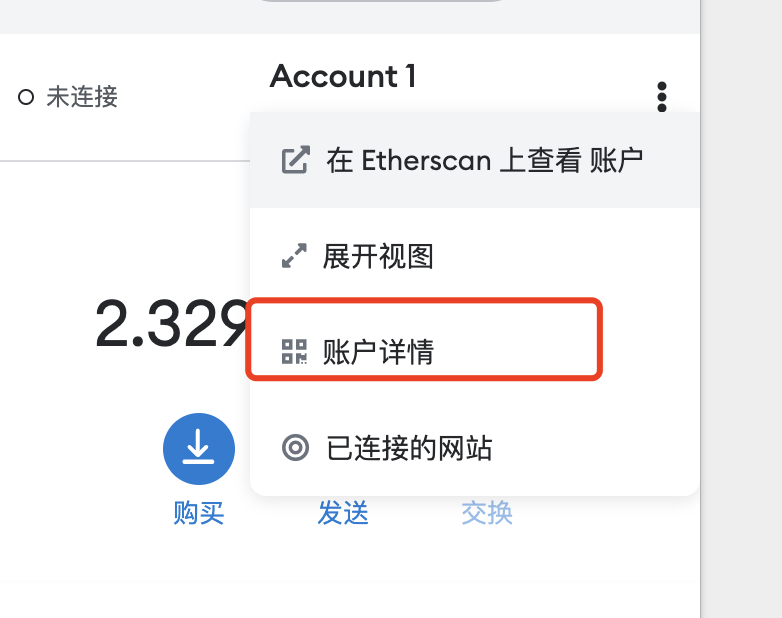 Account 1
未连接
在 Etherscan 上查看 账户
展开视图
2.329
账户详情
已连接的网站
购买
发送
交换